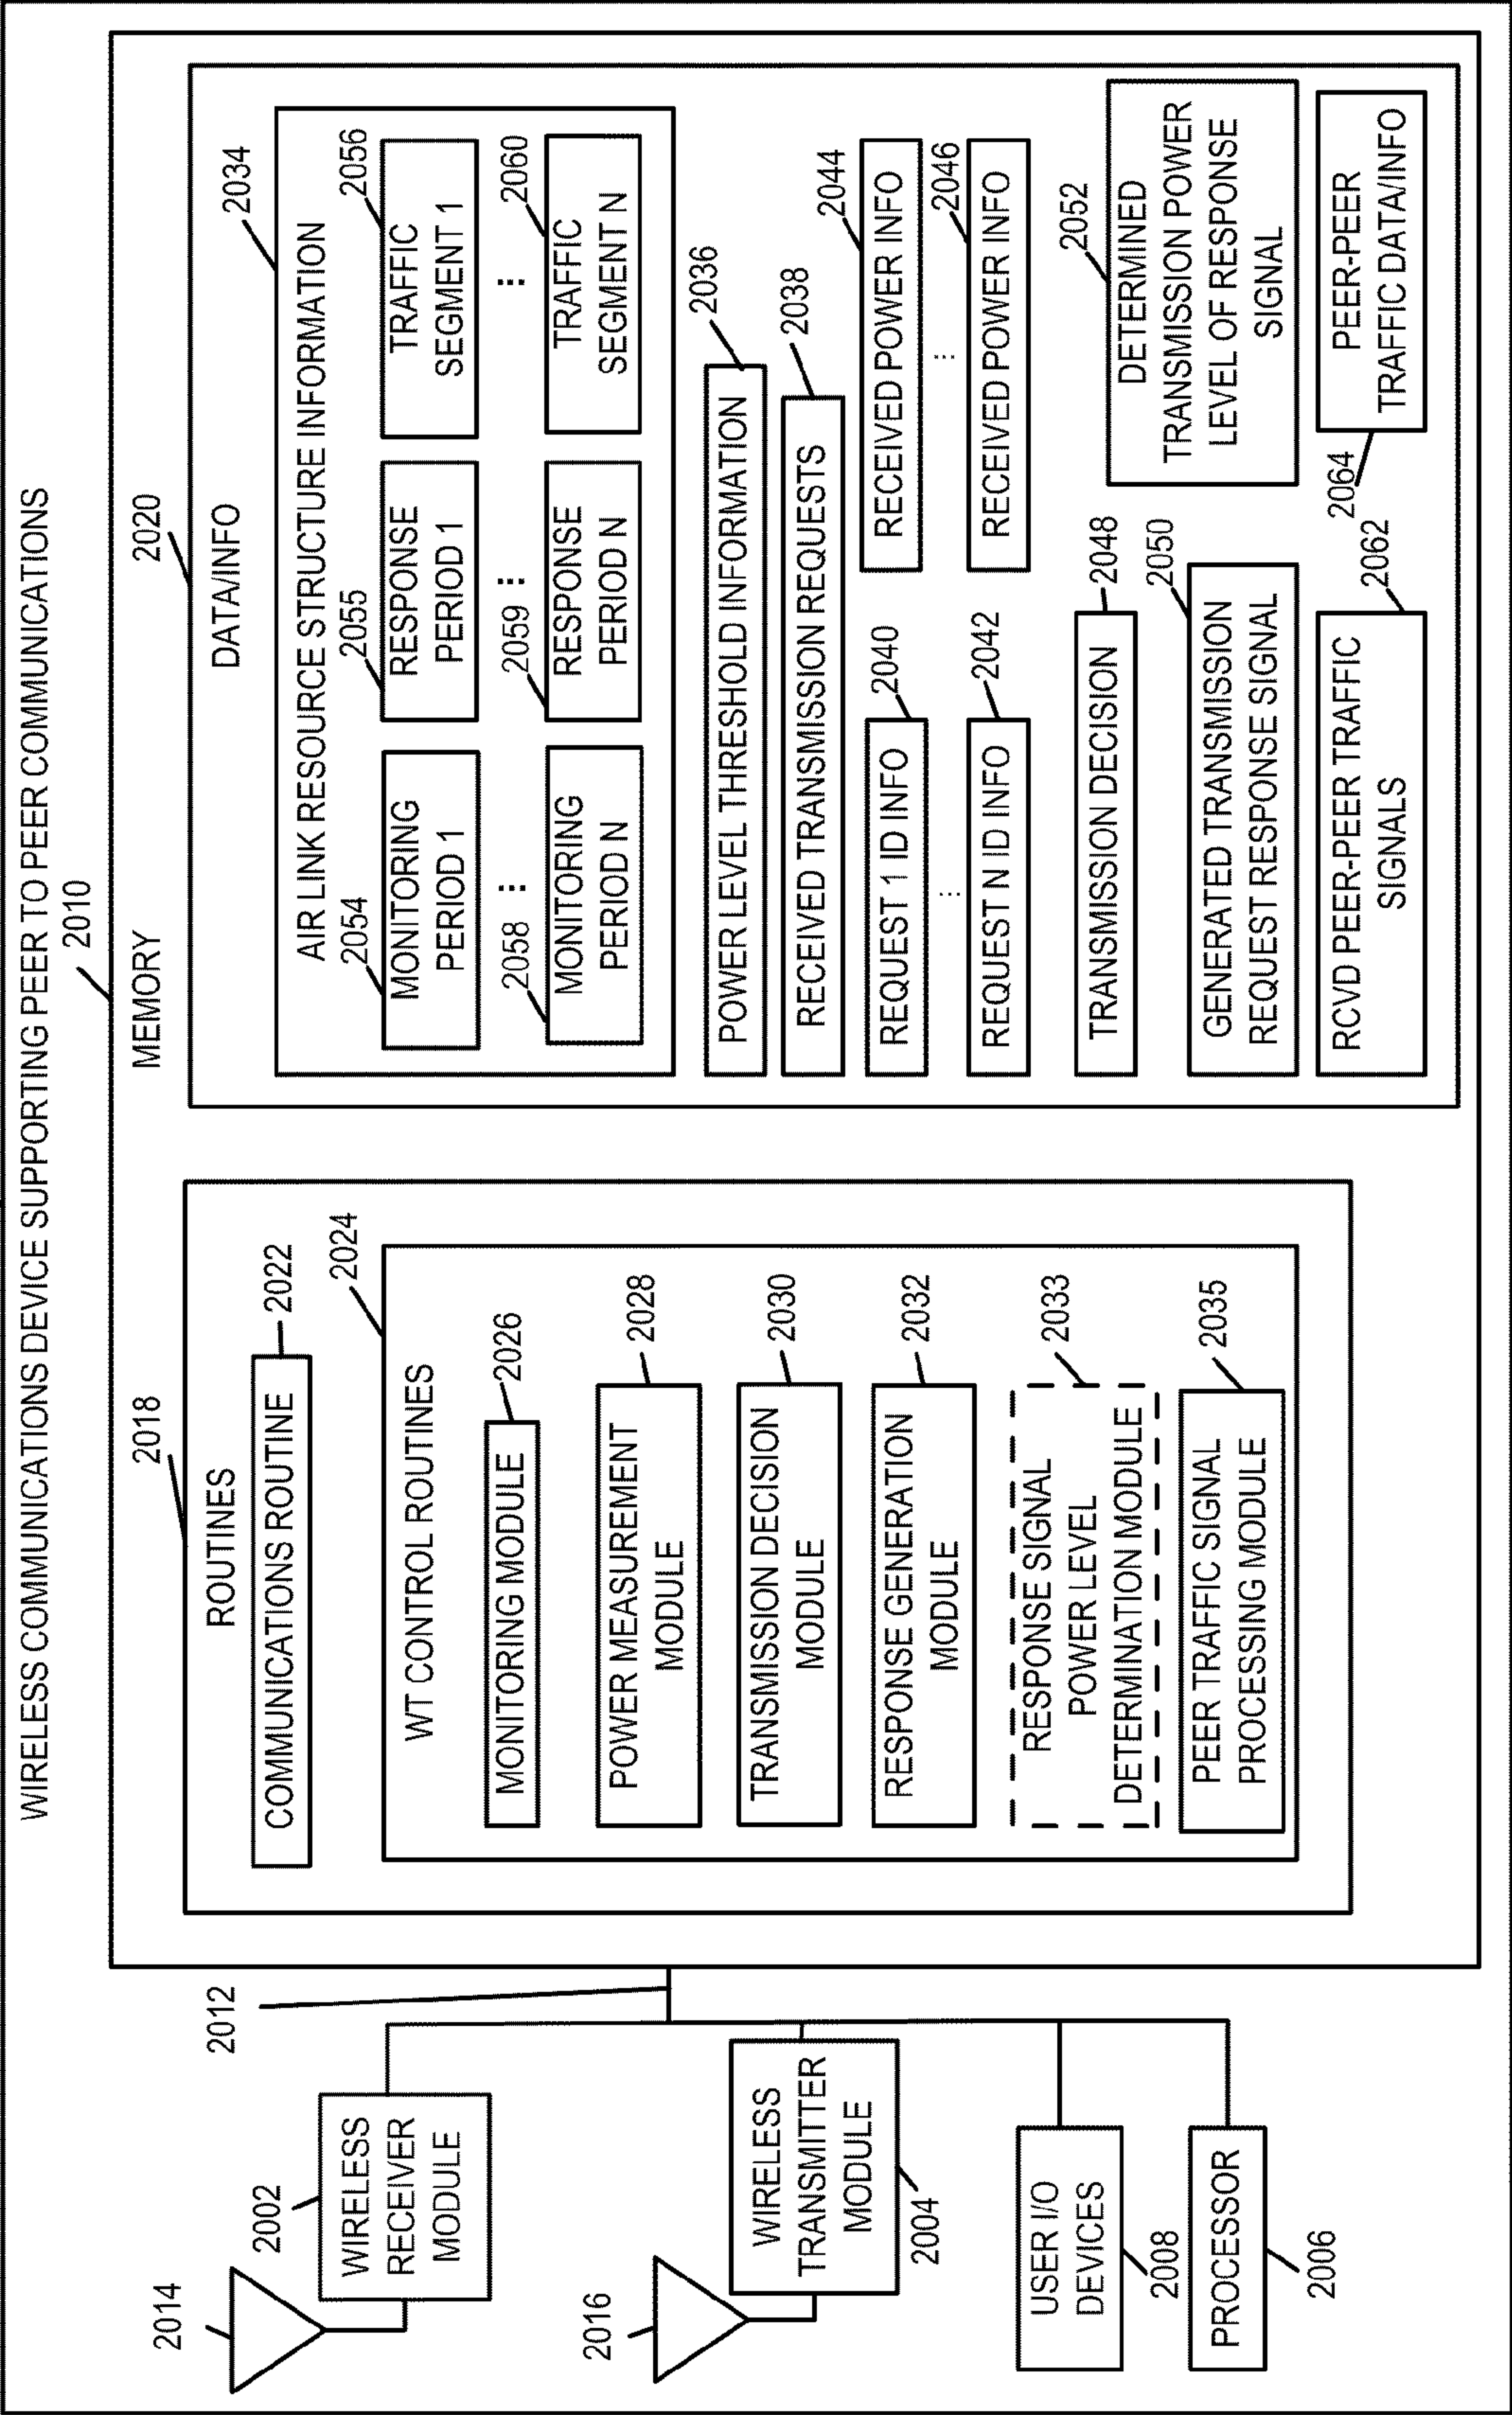 WIRELESS COMMUNICATIONS DEVICE SUPPORTING PEER TO PEER COMMUNICATIONS
2010
MEMORY
2014
2002
WIRELESS
RECEIVER
MODULE
2016
WIRELESS
TRANSMITTER
MODULE
2004
USER I/O
DEVICES
2008
PROCESSOR
2006
2012
2018
ROUTINES
COMMUNICATIONS ROUTINE
2022
2024
WT CONTROL ROUTINES
MONITORING MODULE
2026
POWER MEASUREMENT
MODULE
2028
TRANSMISSION DECISION
MODULE
2030
RESPONSE GENERATION
MODULE
2032
RESPONSE SIGNAL
POWER LEVEL
DETERMINATION MODULE
2033
PEER TRAFFIC SIGNAL
PROCESSING MODULE
2035
2020
DATA/INFO
2034
AIR LINK RESOURCE STRUCTURE INFORMATION
2054
MONITORING
PERIOD 1
2055
RESPONSE
PERIOD 1
2056
TRAFFIC
SEGMENT 1
...
...
...
2058
MONITORING
PERIOD N
2059
RESPONSE
PERIOD N
2060
TRAFFIC
SEGMENT N
POWER LEVEL THRESHOLD INFORMATION
2036
RECEIVED TRANSMISSION REQUESTS
2038
REQUEST 1 ID INFO
2040
RECEIVED POWER INFO
2044
...
...
REQUEST N ID INFO
2042
RECEIVED POWER INFO
2046
TRANSMISSION DECISION
2048
GENERATED TRANSMISSION
REQUEST RESPONSE SIGNAL
2050
DETERMINED
TRANSMISSION POWER
LEVEL OF RESPONSE
SIGNAL
2052
RCVD PEER-PEER TRAFFIC
SIGNALS
2062
PEER-PEER
TRAFFIC DATA/INFO
2064